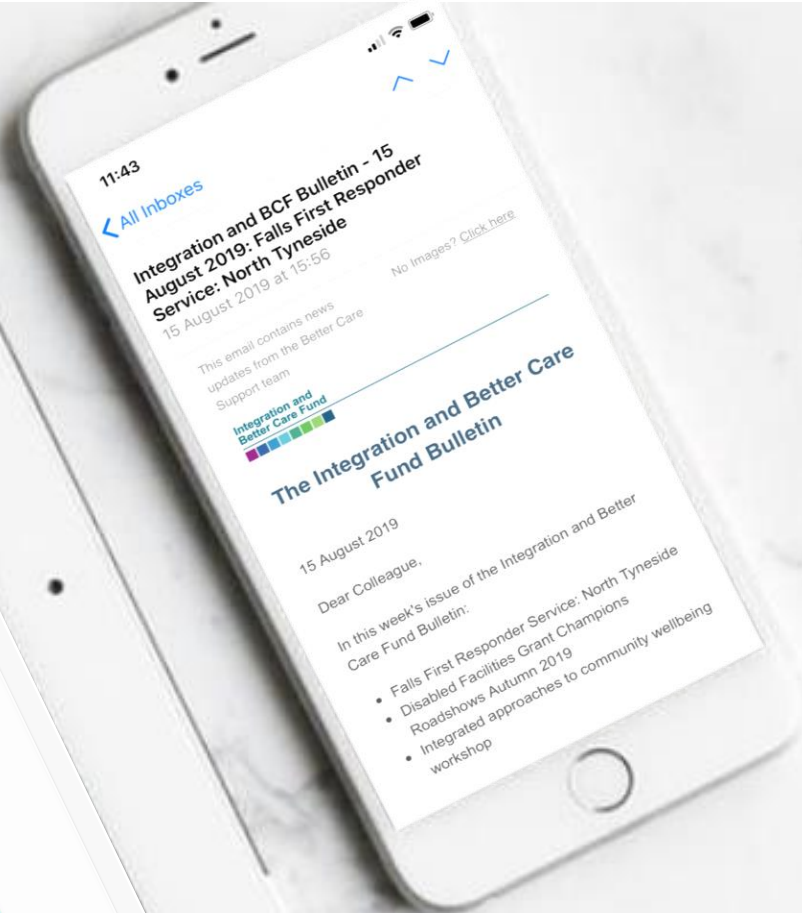 11:43
All Inboxes
Integration and BCF Bulletin - 15
August 2019: Falls First Responder
Service: North Tyneside
15 August 2019 at 15:56
This email contains news
updates from the Better Care
Support team
No Images? Click here
Integration and
Better Care Fund
The Integration and Better Care
Fund Bulletin
15 August 2019
Dear Colleague,
In this week's issue of the Integration and Better
Care Fund Bulletin:
• Falls First Responder Service: North Tyneside
• Disabled Facilities Grant Champions
Roadshows Autumn 2019
• Integrated approaches to community wellbeing
workshop